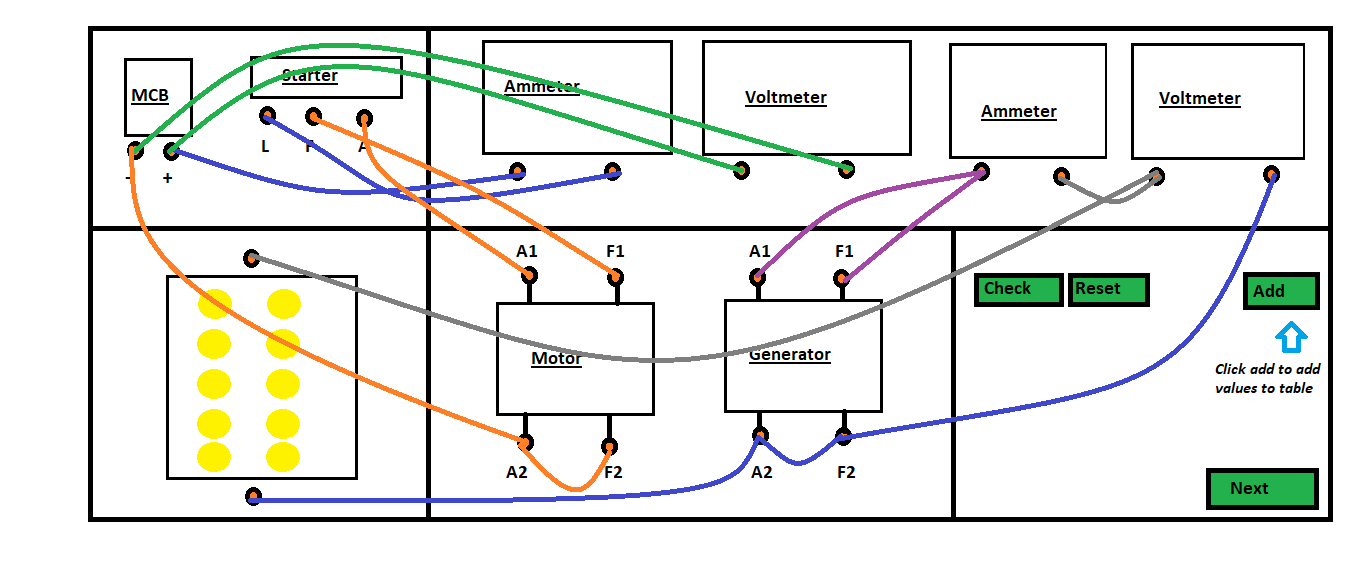 MCB
Starter
Ammeter
Voltmeter
Ammeter
Voltmeter
- +
L F A
A1 F1
A1 F1
Motor
Generator
A2 F2
A2 F2
Check
Reset
Add
Click add to add
values to table
Next